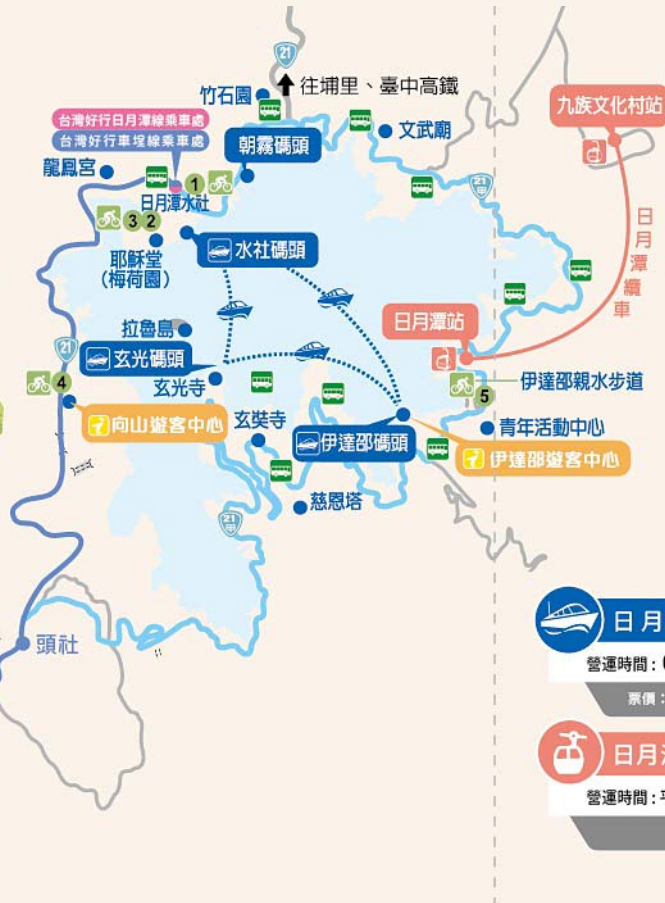 21
往埔里、臺中高鐵
竹石園
九族文化村站
台灣好行日月潭線乘車處
台灣好行車埕線乘車處
文武廟
朝霧碼頭
龍鳳宮
1
21甲
日月潭水社
3 2
水社碼頭
耶穌堂
(梅荷園)
日月潭纜車
日月潭站
拉魯島
21
玄光碼頭
玄光寺
4
伊達邵親水步道
5
向山遊客中心
玄奘寺
伊達邵碼頭
青年活動中心
伊達邵遊客中心
慈恩塔
21甲
頭社
日月
營運時間：
票價：
日月
營運時間：